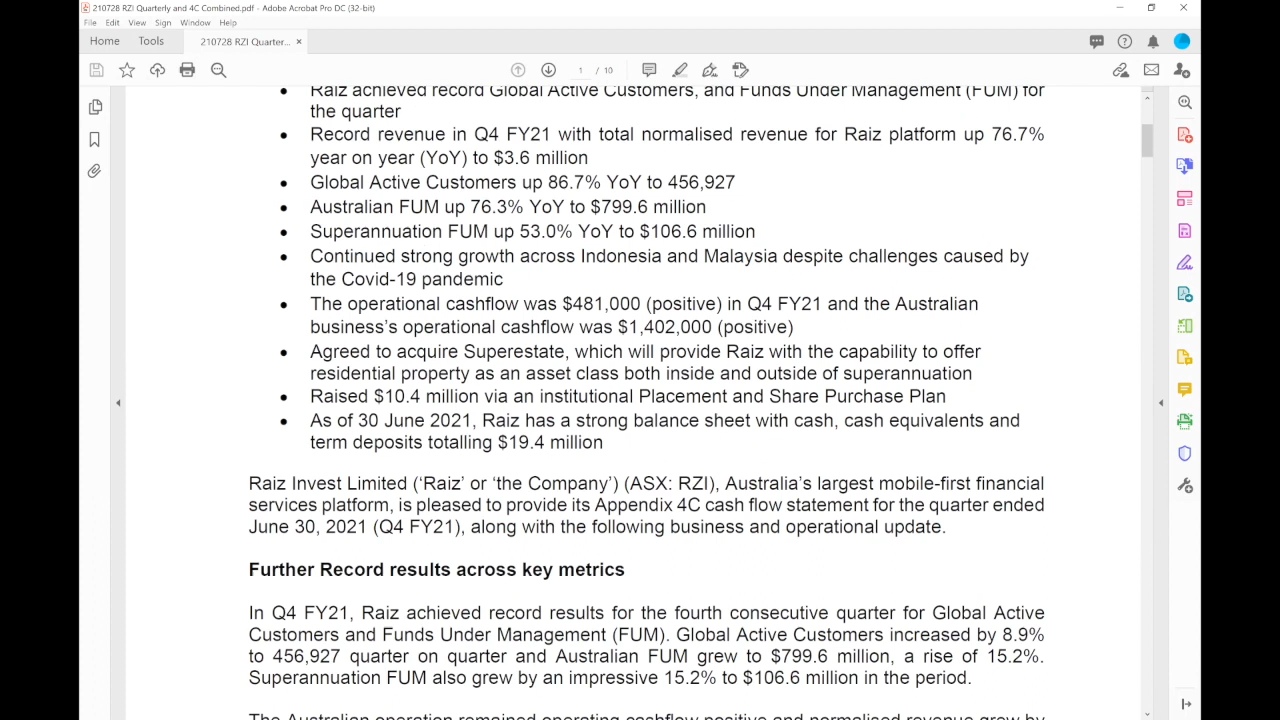 210728 RZI Quarterly and 4C Combined.pdf - Adobe Acrobat Pro DC (32-bit)
File Edit View Sign Window Help
Home Tools 210728 RZI Quarter... ×
1 / 10
• Raiz achieved record Global Active Customers, and Funds Under Management (FUM) for
the quarter
• Record revenue in Q4 FY21 with total normalised revenue for Raiz platform up 76.7%
year on year (YoY) to $3.6 million
• Global Active Customers up 86.7% YoY to 456,927
• Australian FUM up 76.3% YoY to $799.6 million
• Superannuation FUM up 53.0% YoY to $106.6 million
• Continued strong growth across Indonesia and Malaysia despite challenges caused by
the Covid-19 pandemic
• The operational cashflow was $481,000 (positive) in Q4 FY21 and the Australian
business's operational cashflow was $1,402,000 (positive)
• Agreed to acquire Superestate, which will provide Raiz with the capability to offer
residential property as an asset class both inside and outside of superannuation
• Raised $10.4 million via an institutional Placement and Share Purchase Plan
• As of 30 June 2021, Raiz has a strong balance sheet with cash, cash equivalents and
term deposits totalling $19.4 million
Raiz Invest Limited ('Raiz' or 'the Company') (ASX: RZI), Australia's largest mobile-first financial
services platform, is pleased to provide its Appendix 4C cash flow statement for the quarter ended
June 30, 2021 (Q4 FY21), along with the following business and operational update.
Further Record results across key metrics
In Q4 FY21, Raiz achieved record results for the fourth consecutive quarter for Global Active
Customers and Funds Under Management (FUM). Global Active Customers increased by 8.9%
to 456,927 quarter on quarter and Australian FUM grew to $799.6 million, a rise of 15.2%.
Superannuation FUM also grew by an impressive 15.2% to $106.6 million in the period.
The Australian operation remained operating cashflow positive and normalised revenue grew by